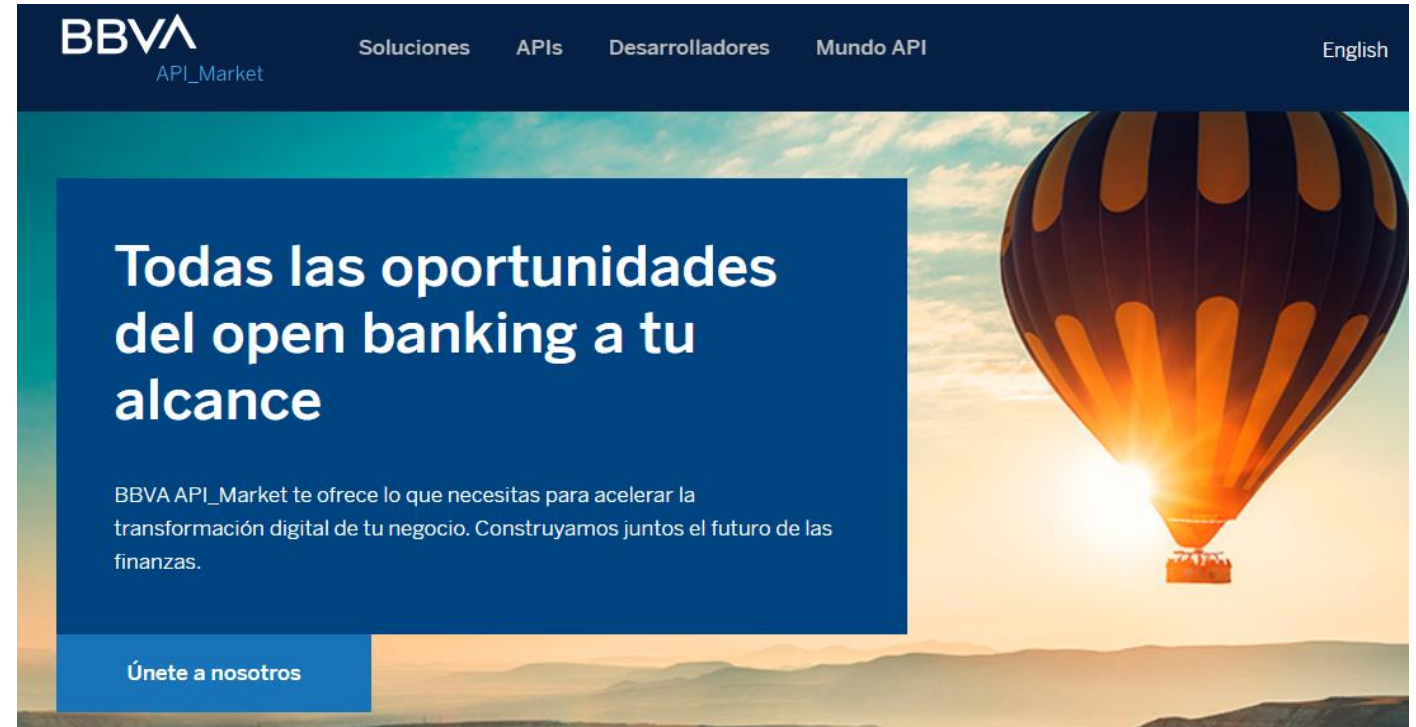 BBVA
API_Market
Soluciones
APIs
Desarrolladores
Mundo API
English
Todas las oportunidades
del open banking a tu
alcance
BBVA API_Market te ofrece lo que necesitas para acelerar la
transformación digital de tu negocio. Construyamos juntos el futuro de las
finanzas.
Únete a nosotros